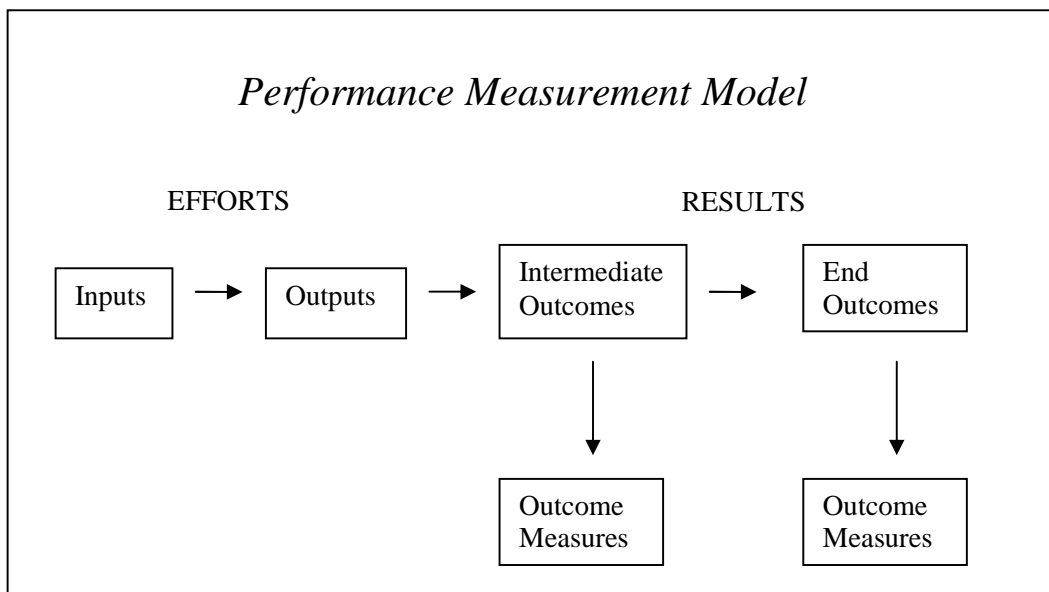 Performance Measurement Model
EFFORTS
RESULTS
Inputs
Outputs
Intermediate
Outcomes
End
Outcomes
Outcome
Measures
Outcome
Measures